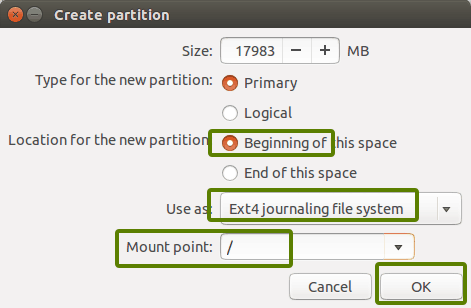 Create partition
Size: 17983 − + MB
Type for the new partition: Primary
Logical
Location for the new partition: Beginning of this space
End of this space
Use as: Ext4 journaling file system
Mount point: /
Cancel OK